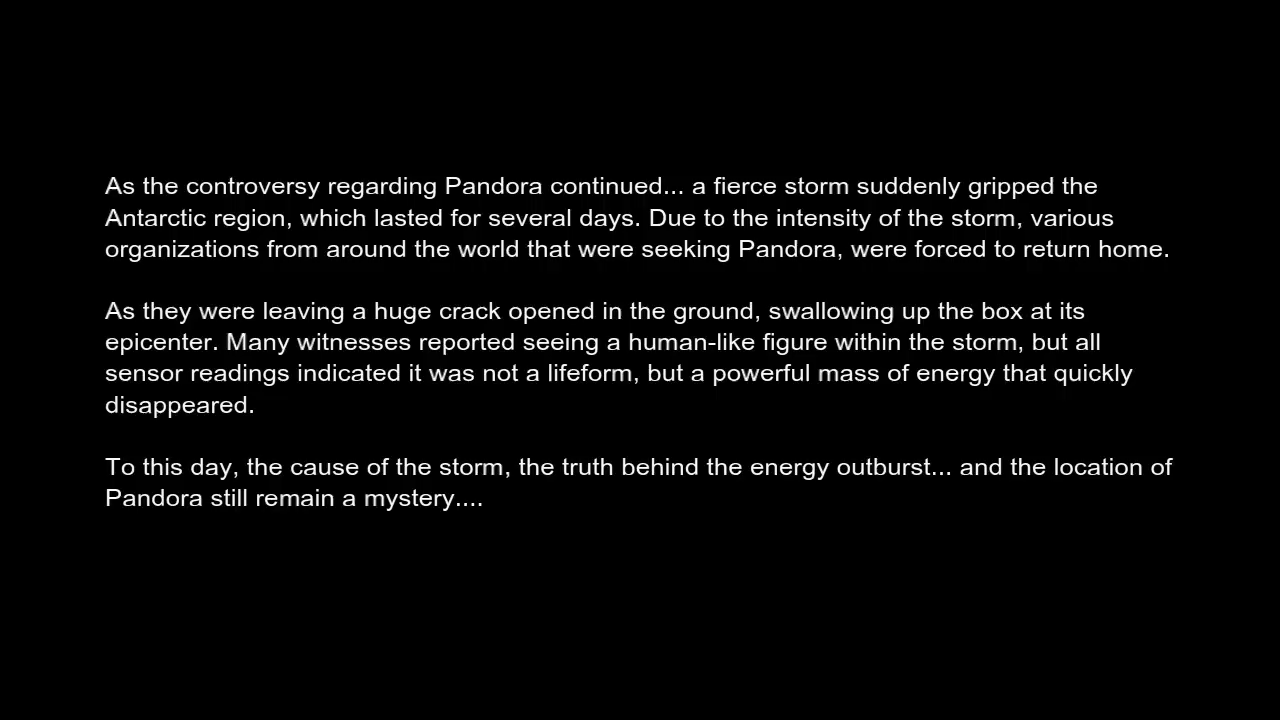 As the controversy regarding Pandora continued... a fierce storm suddenly gripped the
Antarctic region, which lasted for several days. Due to the intensity of the storm, various
organizations from around the world that were seeking Pandora, were forced to return home.
As they were leaving a huge crack opened in the ground, swallowing up the box at its
epicenter. Many witnesses reported seeing a human-like figure within the storm, but all
sensor readings indicated it was not a lifeform, but a powerful mass of energy that quickly
disappeared.
To this day, the cause of the storm, the truth behind the energy outburst... and the location of
Pandora still remain a mystery....